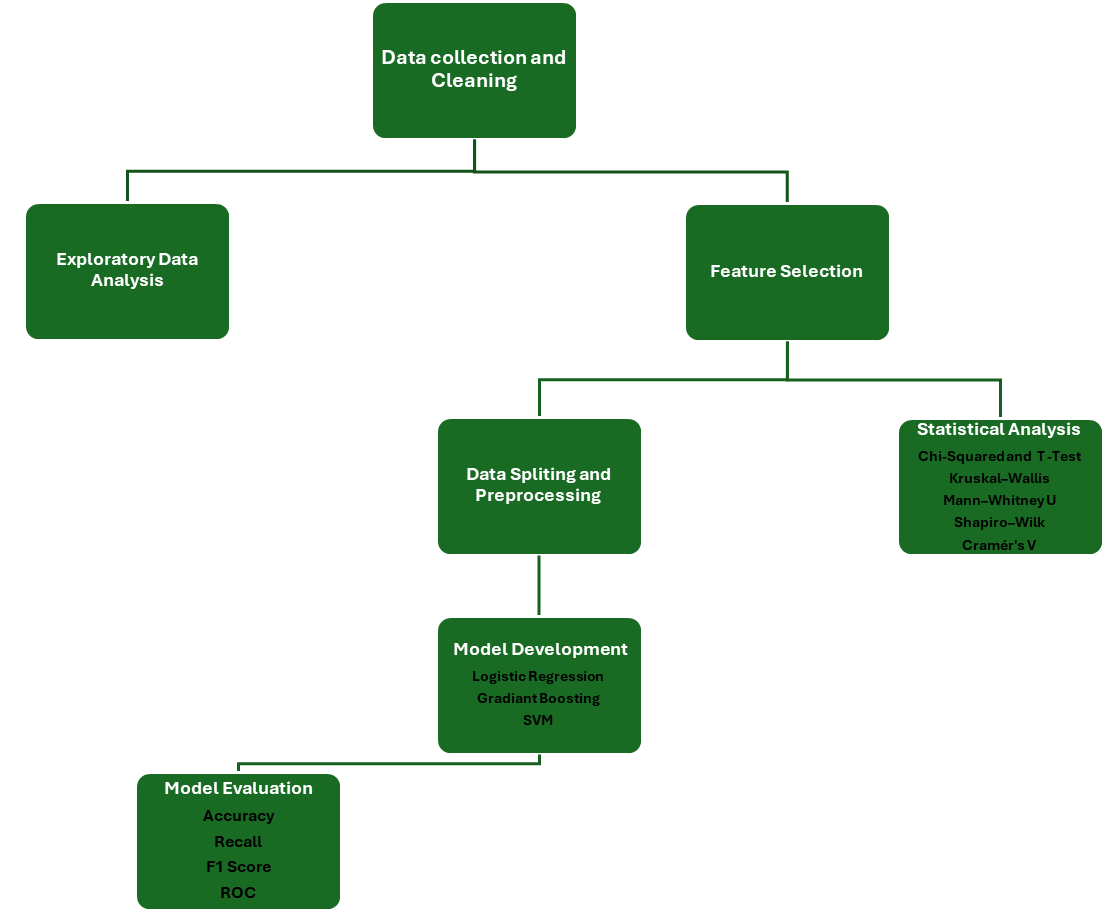 Data collection and
Cleaning
Exploratory Data
Analysis
Feature Selection
Data Spliting and
Preprocessing
Statistical Analysis
Chi-Squared and T-Test
Kruskal–Wallis
Mann–Whitney U
Shapiro–Wilk
Cramér's V
Model Development
Logistic Regression
Gradiant Boosting
SVM
Model Evaluation
Accuracy
Recall
F1 Score
ROC